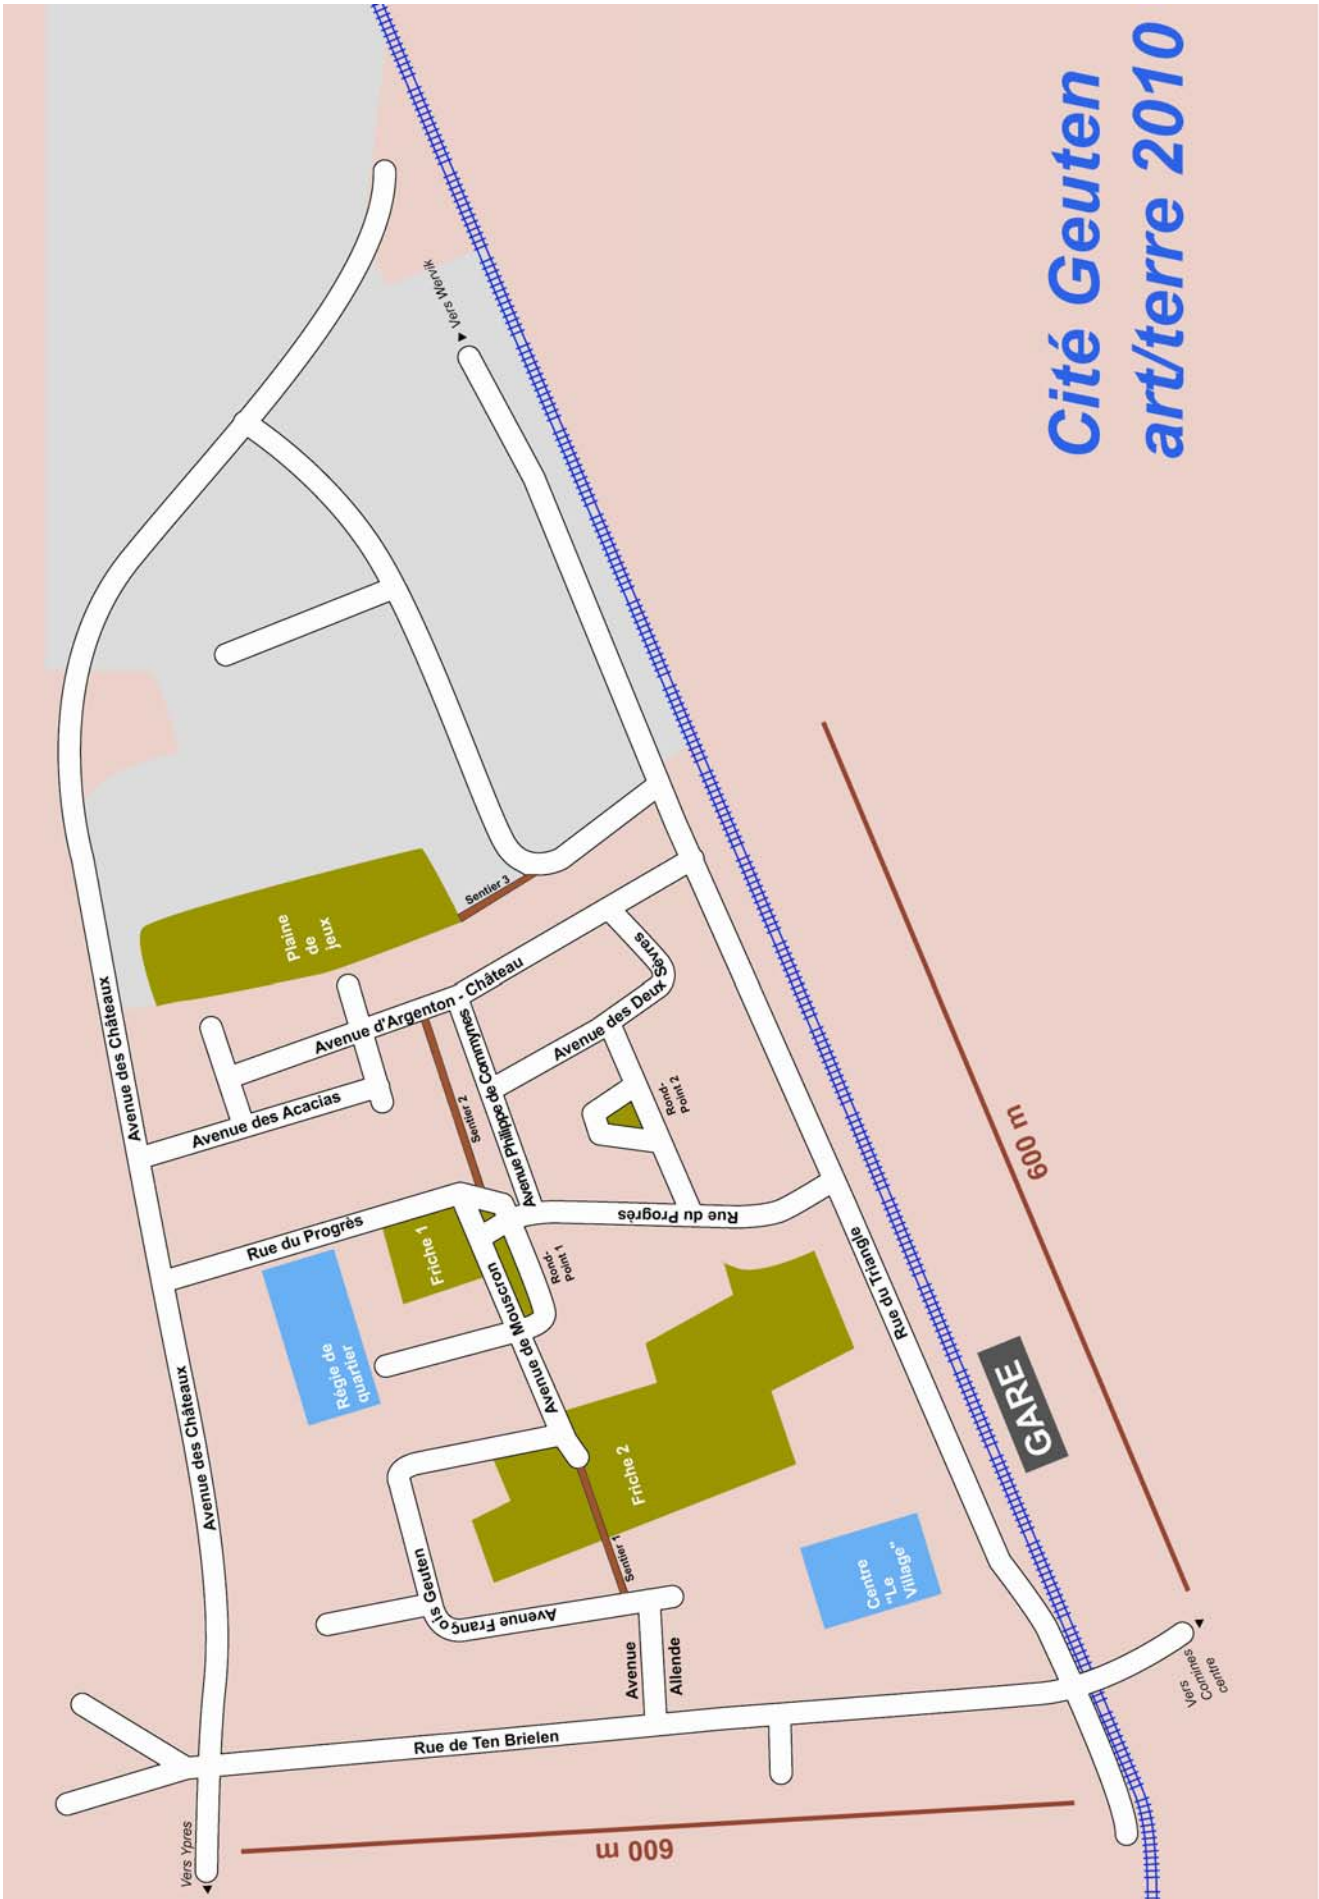 Cité Geuten
art/terre 2010
Vers Ypres
Avenue des Châteaux
Avenue des Châteaux
Rue de Ten Brielen
Avenue
Allende
Avenue François Geuten
Sentier 1
Friche 2
Régie de
quartier
Friche 1
Rue du Progrès
Avenue de Mouscron
Rond-
Point 1
Avenue des Acacias
Avenue d'Argenton - Château
Sentier 2
Avenue Philippe de Commynes
Plaine
de
jeux
Sentier 3
Avenue des Deux Sèvres
Rond-
Point 2
Rue du Progrès
Rue du Triangle
Vers Wervik
Centre
"Le
Village"
GARE
600 m
600 m
Vers
Comines
centre